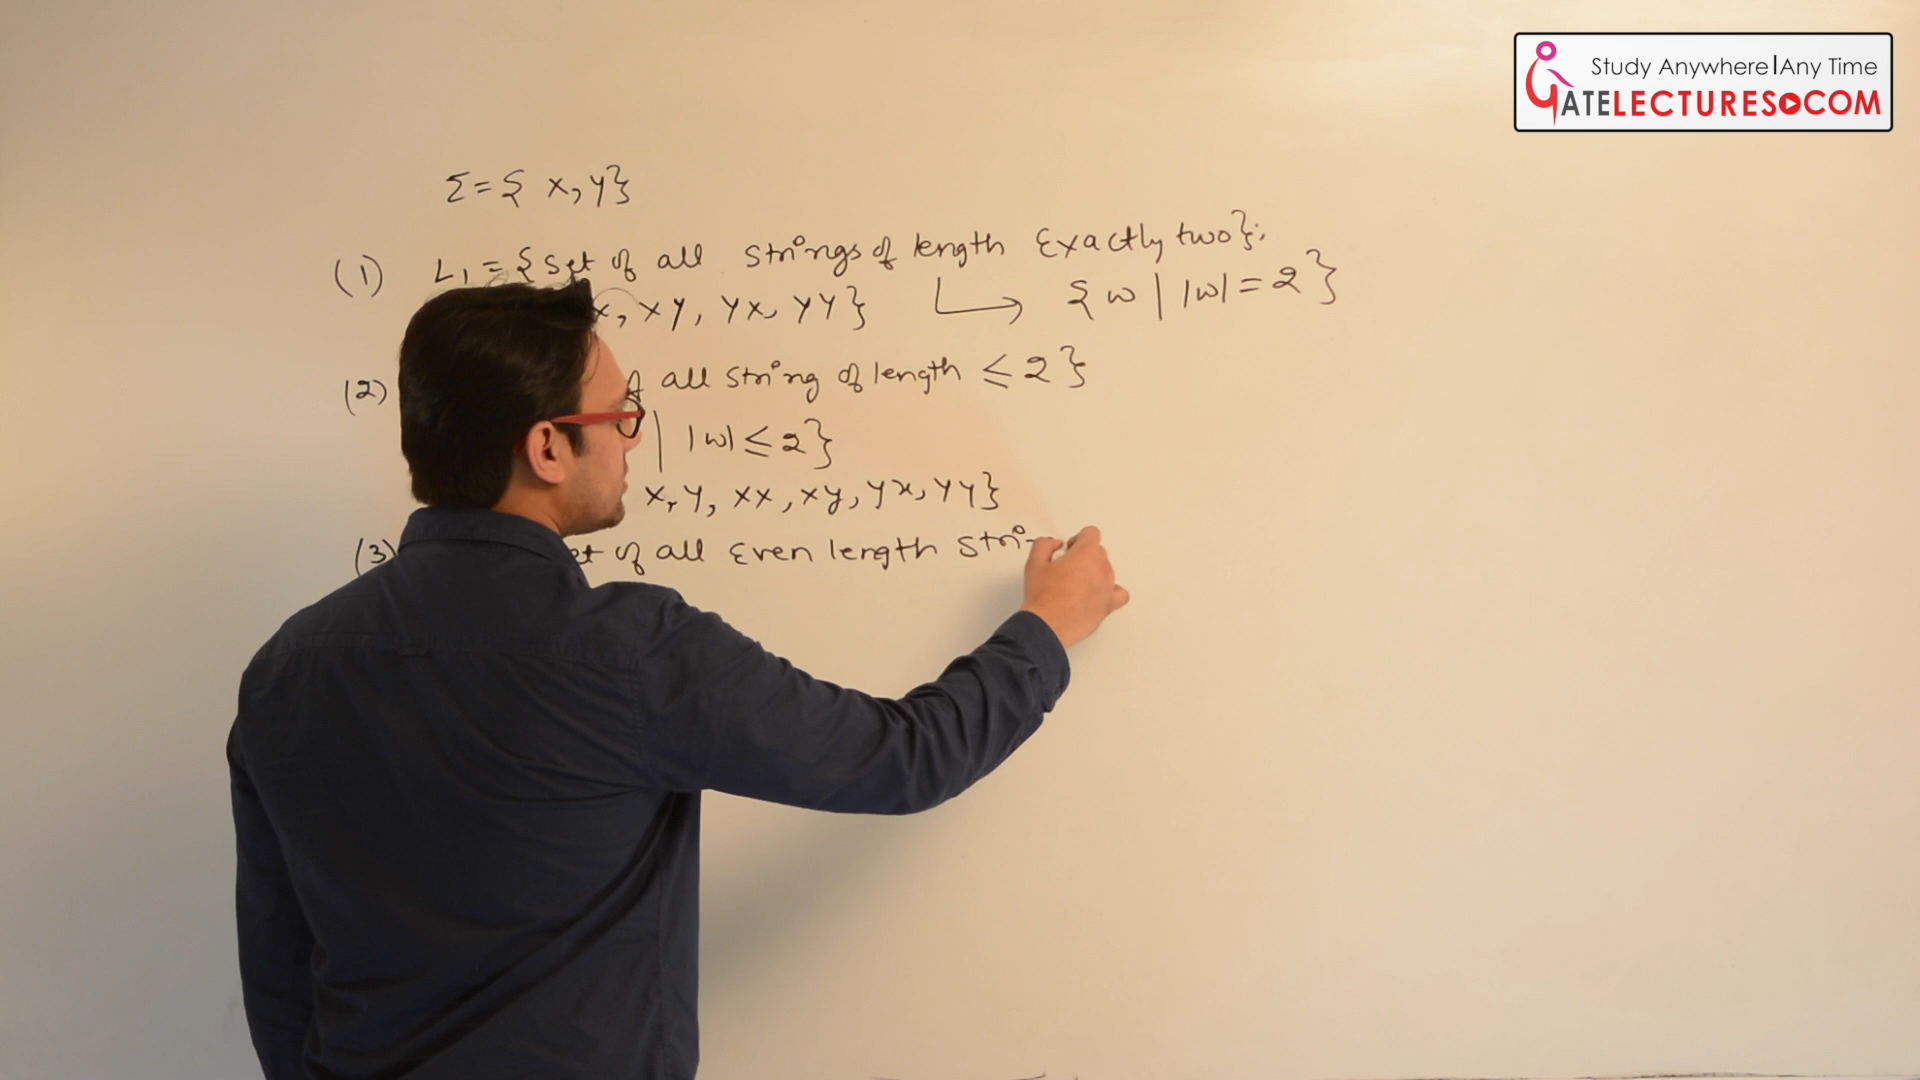 Study Anywhere|Any Time
GATELECTURES.COM
Σ = { x, y}
(1) L1 = {Set of all strings of length Exactly two};
x, xy, yx, yy} {w | |w| = 2}
(2) all string of length ≤ 2}
| |w| ≤ 2}
x, y, xx, xy, yx, yy}
(3) of all Even length